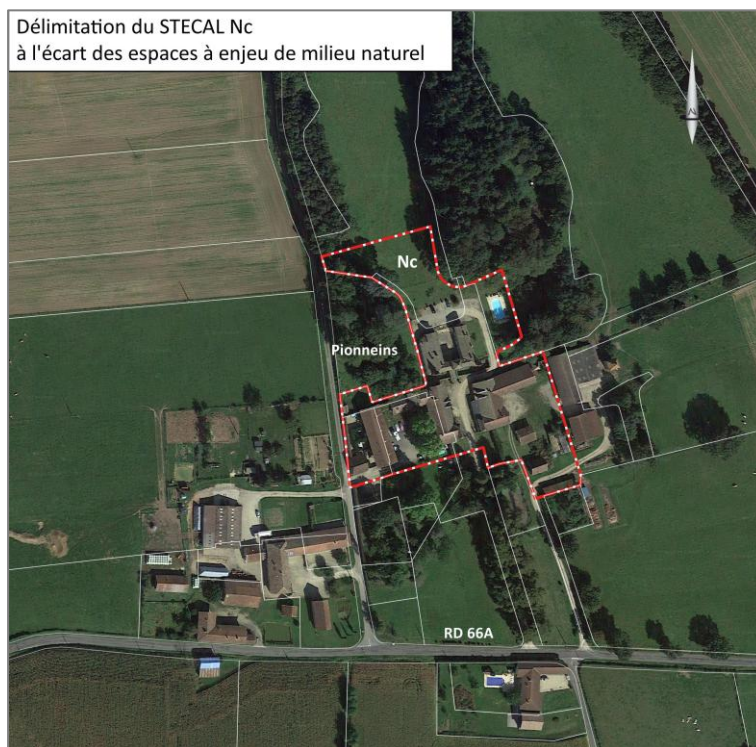 Délimitation du STECAL Nc
à l'écart des espaces à enjeu de milieu naturel
N
Nc
Pionneins
RD 66A